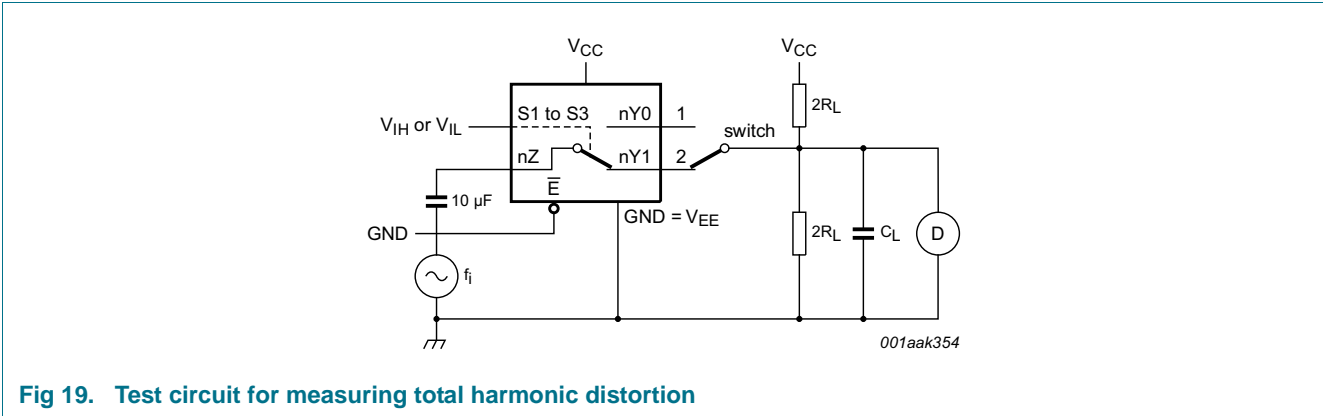 VCC
VCC
2RL
S1 to S3
nY0
1
VIH or VIL
switch
nZ
nY1
2
E
10 µF
GND = VEE
GND
2RL
CL
D
fi
001aak354
Fig 19. Test circuit for measuring total harmonic distortion